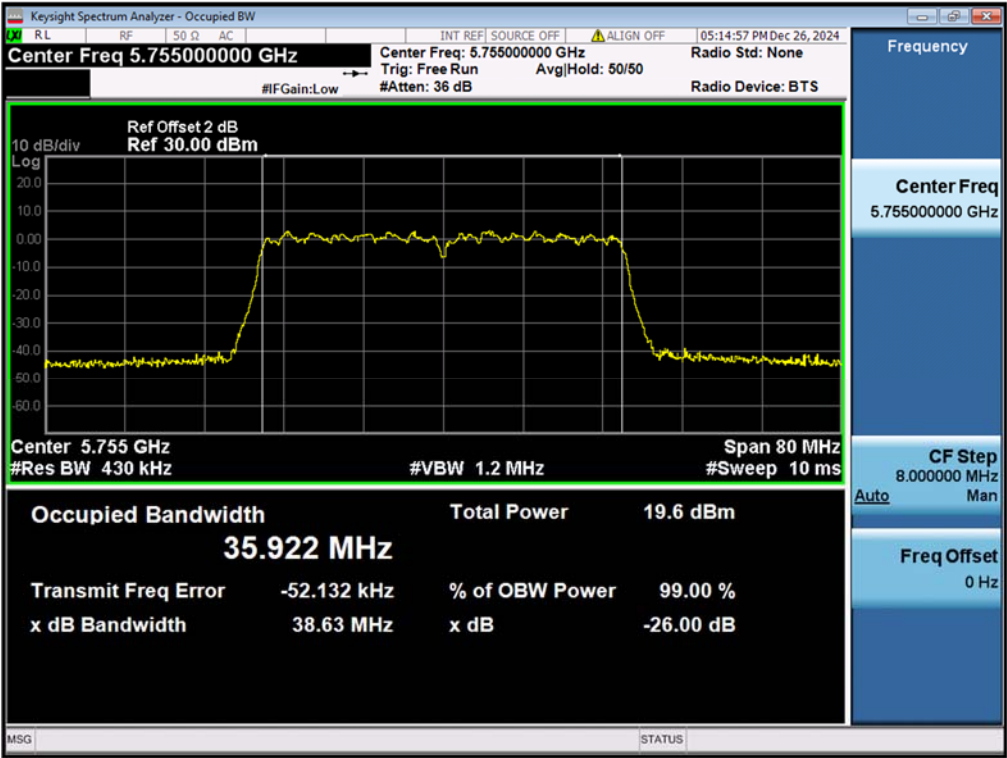 Keysight Spectrum Analyzer - Occupied BW
LXI RL RF 50 Ω AC INT REF SOURCE OFF ALIGN OFF 05:14:57 PM Dec 26, 2024
Center Freq 5.755000000 GHz
Center Freq: 5.755000000 GHz
Radio Std: None
Trig: Free Run
Avg|Hold: 50/50
#IFGain:Low
#Atten: 36 dB
Radio Device: BTS
Ref Offset 2 dB
10 dB/div
Ref 30.00 dBm
Log
20.0
10.0
0.00
-10.0
-20.0
-30.0
-40.0
-50.0
-60.0
Center 5.755 GHz
Span 80 MHz
#Res BW 430 kHz
#VBW 1.2 MHz
#Sweep 10 ms
Occupied Bandwidth
35.922 MHz
Total Power 19.6 dBm
Transmit Freq Error -52.132 kHz
% of OBW Power 99.00 %
x dB Bandwidth 38.63 MHz
x dB -26.00 dB
Frequency
Center Freq
5.755000000 GHz
CF Step
8.000000 MHz
Auto Man
Freq Offset
0 Hz
MSG
STATUS